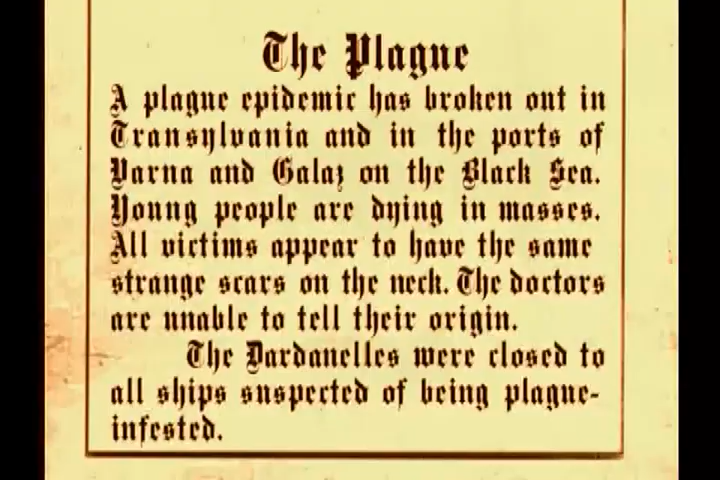 The Plague
A plague epidemic has broken out in
Transylvania and in the ports of
Varna and Galaz on the Black Sea.
Young people are dying in masses.
All victims appear to have the same
strange scars on the neck. The doctors
are unable to tell their origin.
The Dardanelles were closed to
all ships suspected of being plague-
infested.